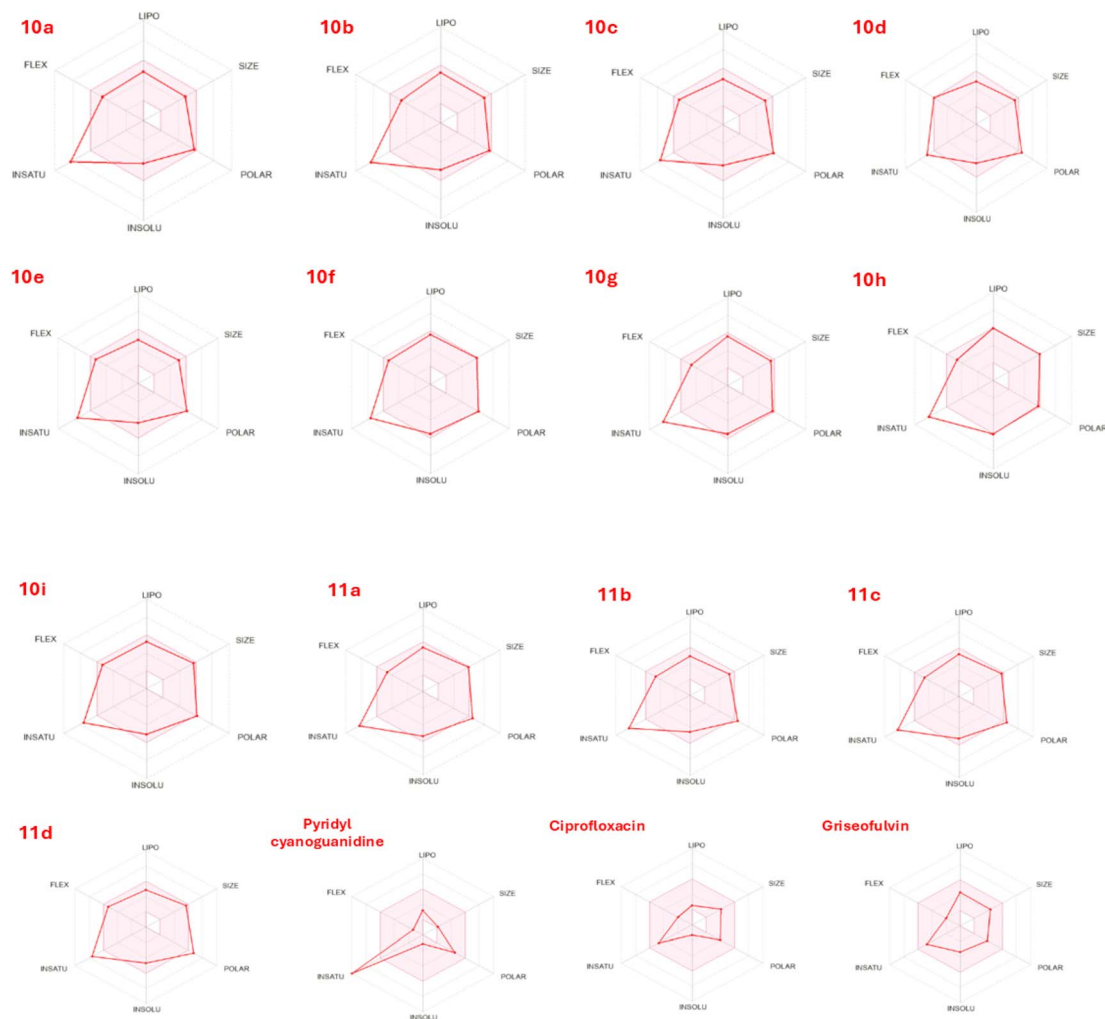 10a
LIPO
FLEX
SIZE
INSATU
POLAR
INSOLU
10b
LIPO
FLEX
SIZE
INSATU
POLAR
INSOLU
10c
LIPO
FLEX
SIZE
INSATU
POLAR
INSOLU
10d
LIPO
FLEX
SIZE
INSATU
POLAR
INSOLU
10e
LIPO
FLEX
SIZE
INSATU
POLAR
INSOLU
10f
LIPO
FLEX
SIZE
INSATU
POLAR
INSOLU
10g
LIPO
FLEX
SIZE
INSATU
POLAR
INSOLU
10h
LIPO
FLEX
SIZE
INSATU
POLAR
INSOLU
10i
LIPO
FLEX
SIZE
INSATU
POLAR
INSOLU
11a
LIPO
FLEX
SIZE
INSATU
POLAR
INSOLU
11b
LIPO
FLEX
SIZE
INSATU
POLAR
INSOLU
11c
LIPO
FLEX
SIZE
INSATU
POLAR
INSOLU
11d
LIPO
FLEX
SIZE
INSATU
POLAR
INSOLU
Pyridyl
cyanoguanidine
LIPO
FLEX
SIZE
INSATU
POLAR
INSOLU
Ciprofloxacin
LIPO
FLEX
SIZE
INSATU
POLAR
INSOLU
Griseofulvin
LIPO
FLEX
SIZE
INSATU
POLAR
INSOLU